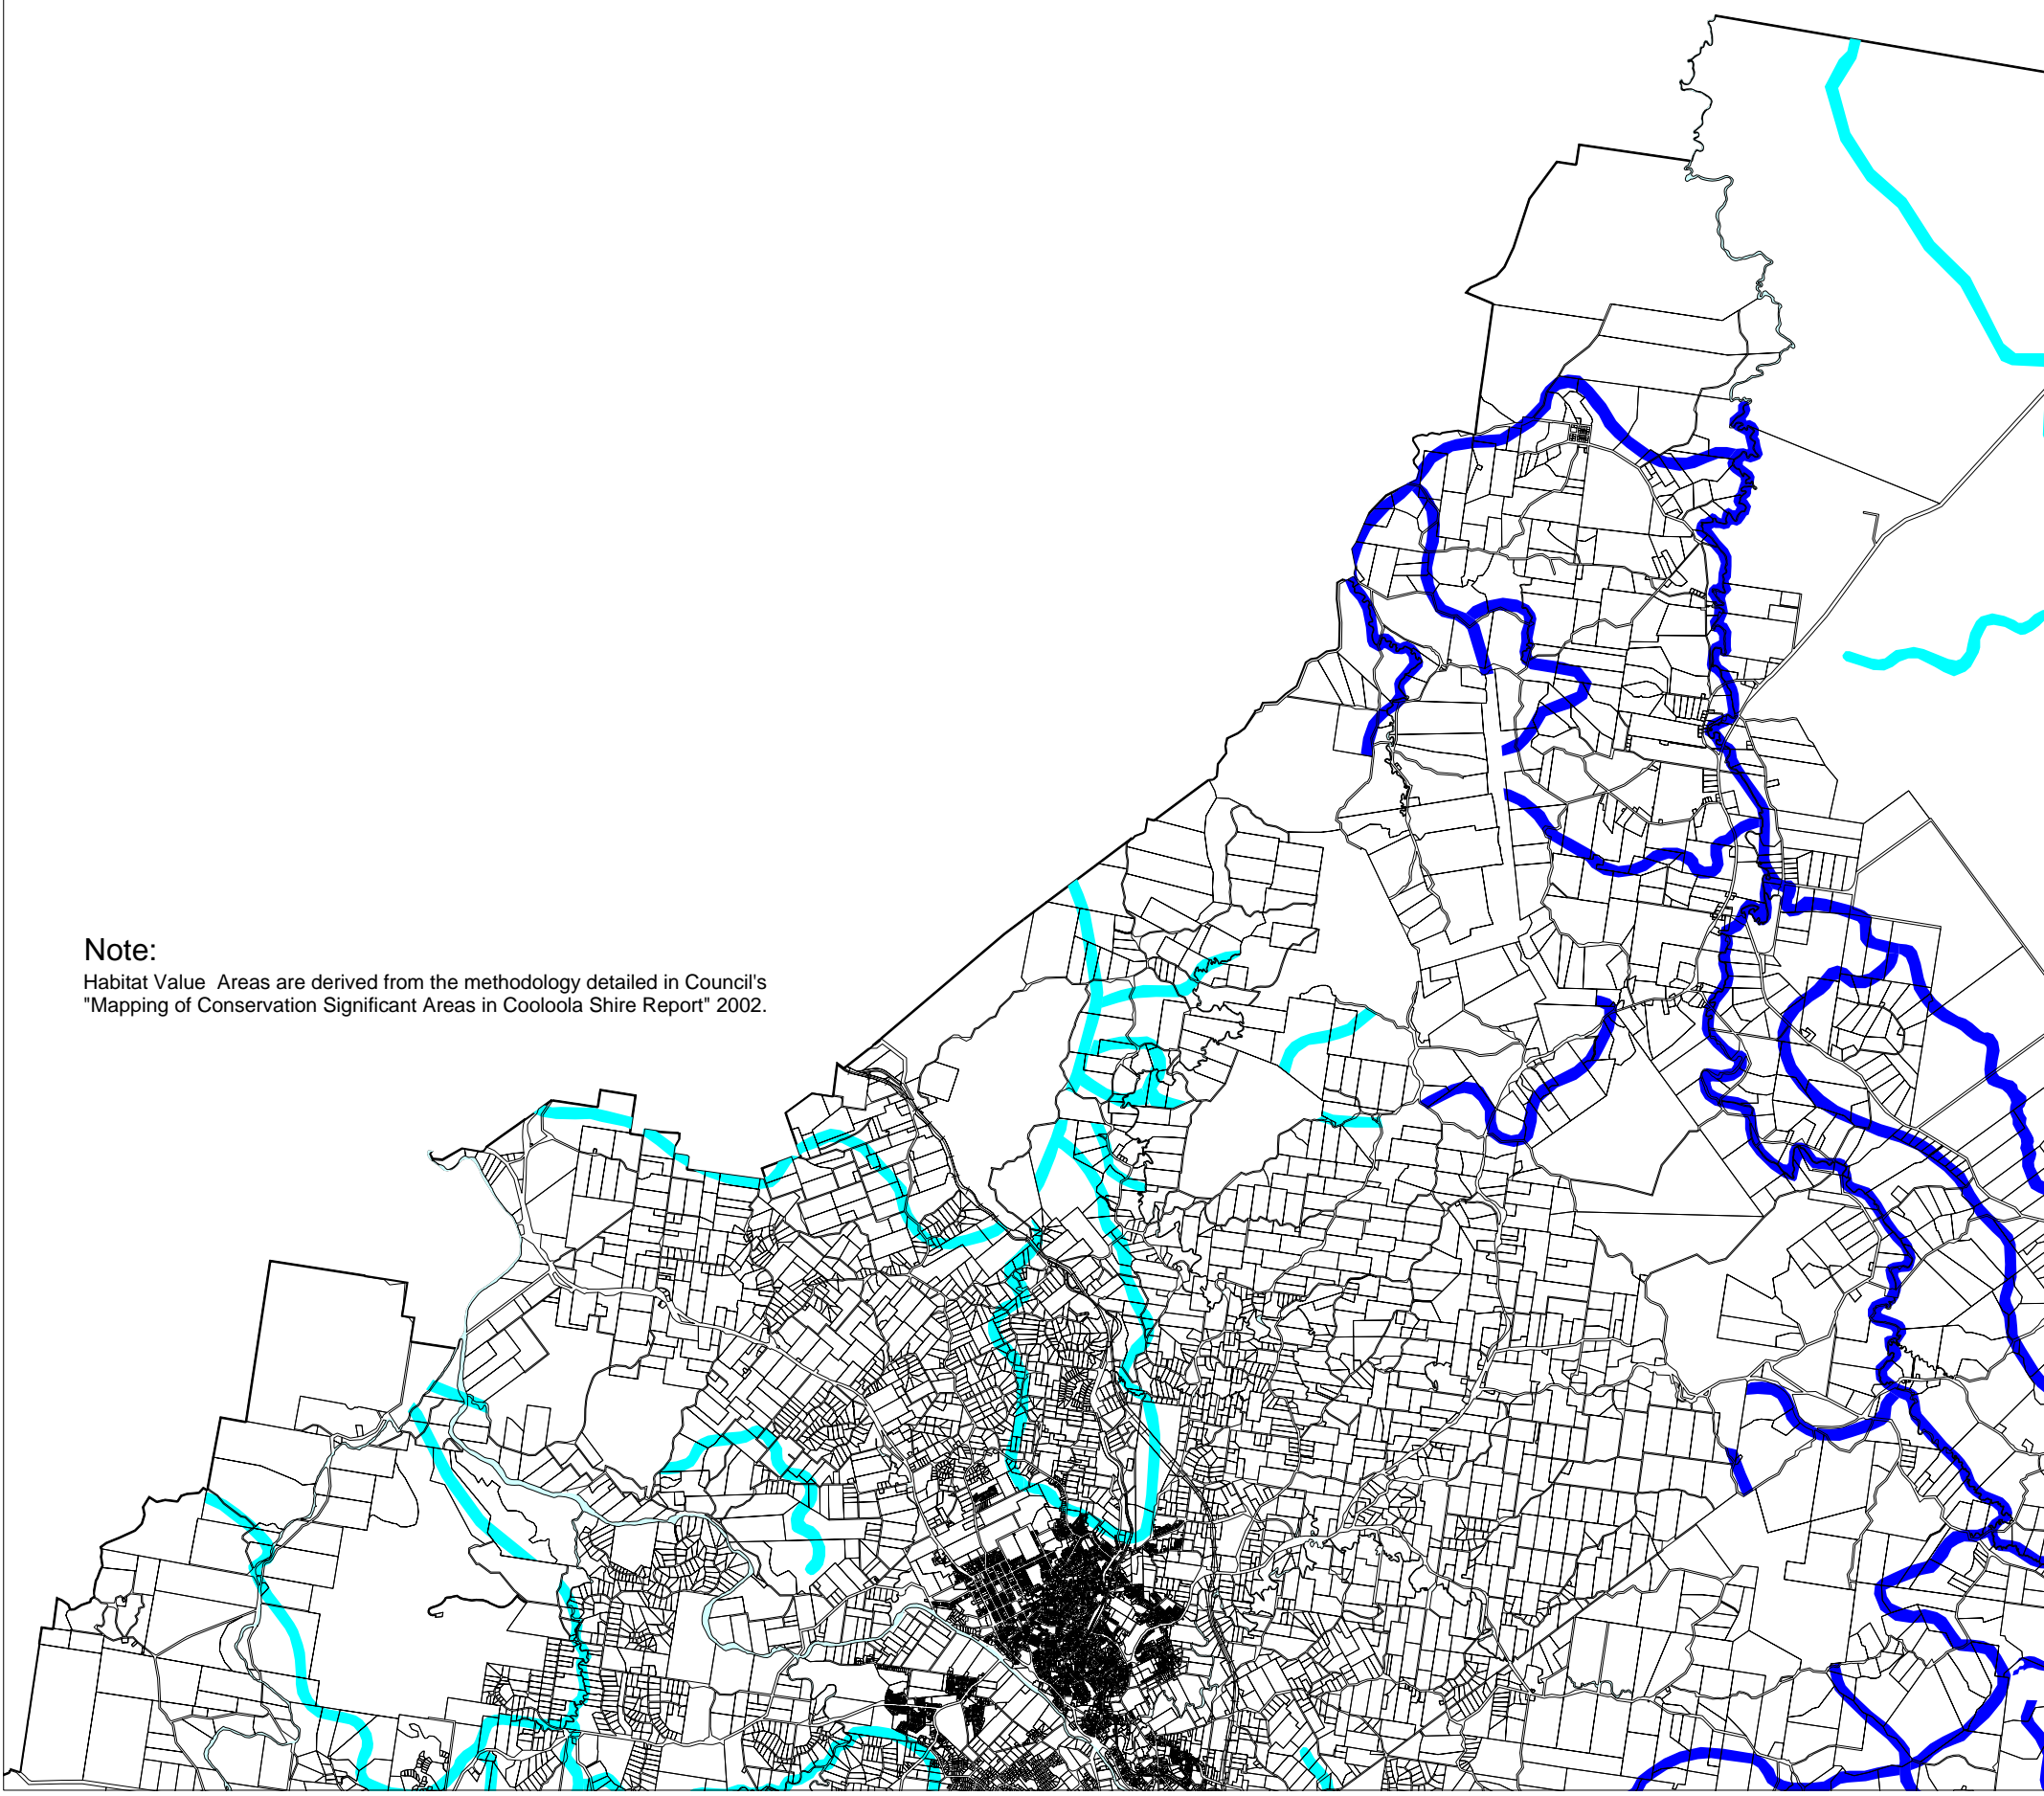 Note:
Habitat Value  Areas are derived from the methodology detailed in Council's
"Mapping of Conservation Significant Areas in Cooloola Shire Report" 2002.